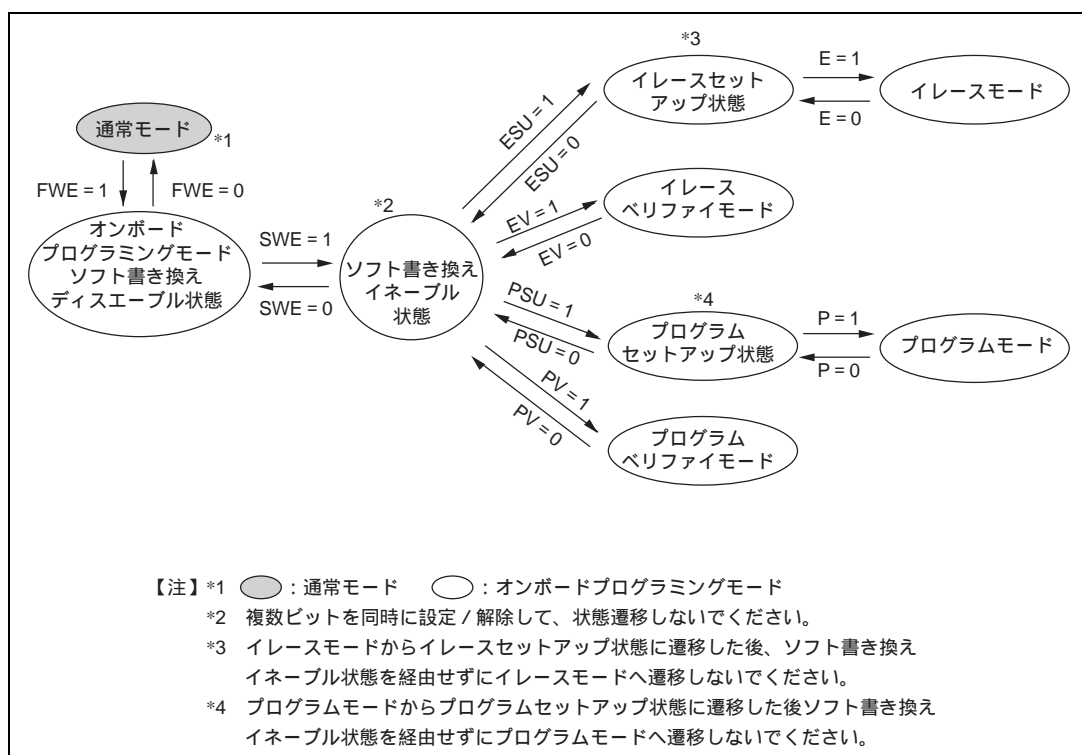 通常モード
*1
FWE = 1
FWE = 0
オンボード
プログラミングモード
ソフト書き換え
ディスエーブル状態
SWE = 1
SWE = 0
*2
ソフト書き換え
イネーブル
状態
ESU = 1
ESU = 0
*3
イレースセット
アップ状態
E = 1
E = 0
イレースモード
EV = 1
EV = 0
イレース
ベリファイモード
PSU = 1
PSU = 0
*4
プログラム
セットアップ状態
P = 1
P = 0
プログラムモード
PV = 1
PV = 0
プログラム
ベリファイモード
【注】*1 : 通常モード : オンボードプログラミングモード
*2 複数ビットを同時に設定 / 解除して、状態遷移しないでください。
*3 イレースモードからイレースセットアップ状態に遷移した後、ソフト書き換え
イネーブル状態を経由せずにイレースモードへ遷移しないでください。
*4 プログラムモードからプログラムセットアップ状態に遷移した後ソフト書き換え
イネーブル状態を経由せずにプログラムモードへ遷移しないでください。